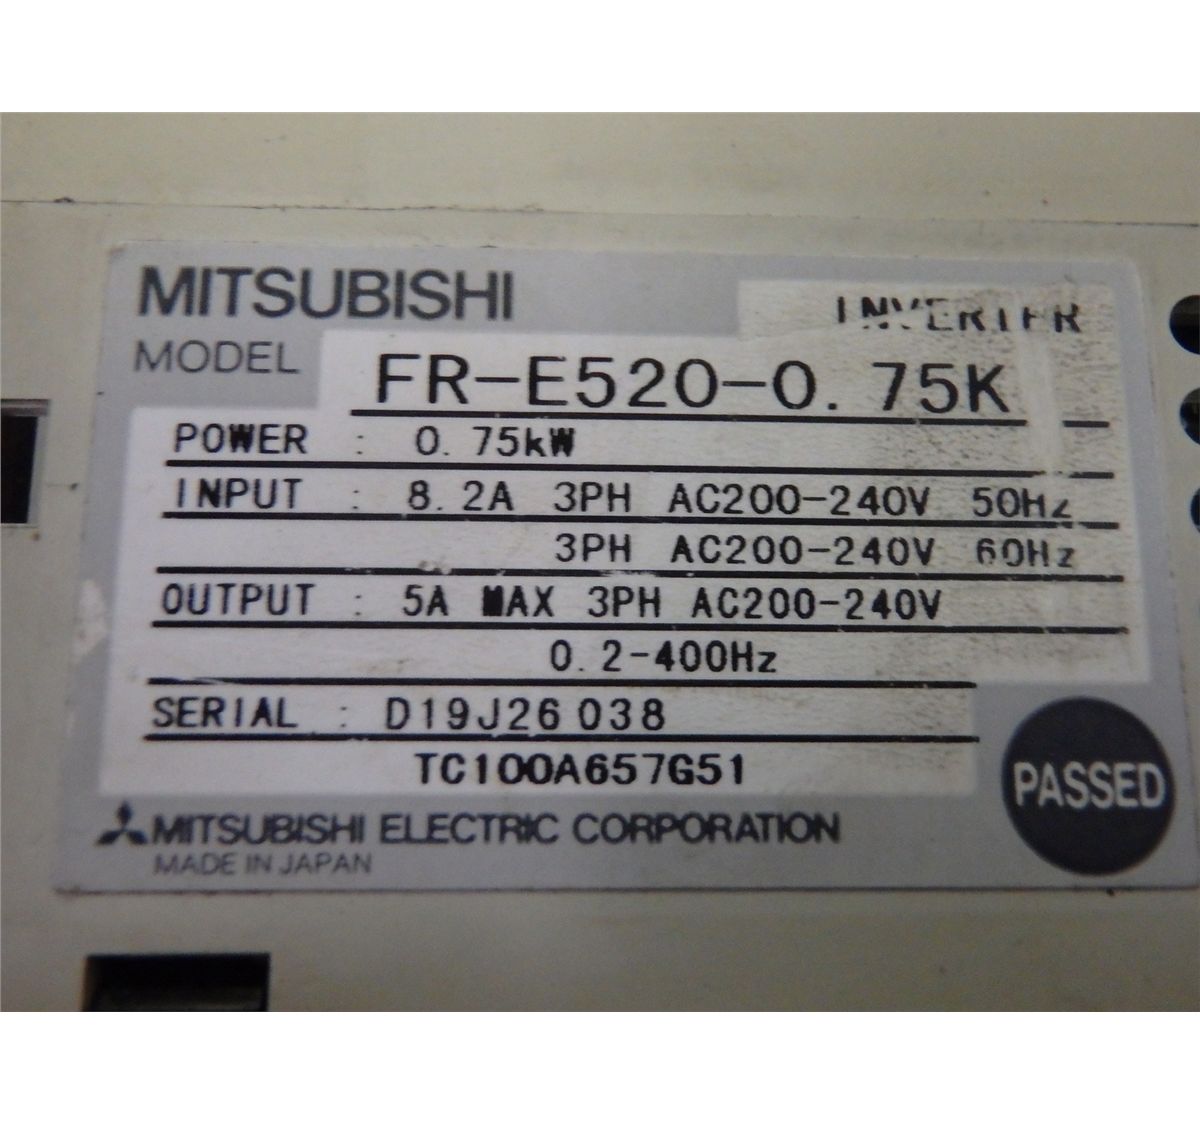 MITSUBISHI
INVERTER
MODEL FR-E520-0.75K
POWER : 0.75kW
INPUT : 8.2A 3PH AC200-240V 50Hz
3PH AC200-240V 60Hz
OUTPUT : 5A MAX 3PH AC200-240V
0.2-400Hz
SERIAL : D19J26038
TC100A657G51
PASSED
MITSUBISHI ELECTRIC CORPORATION
MADE IN JAPAN